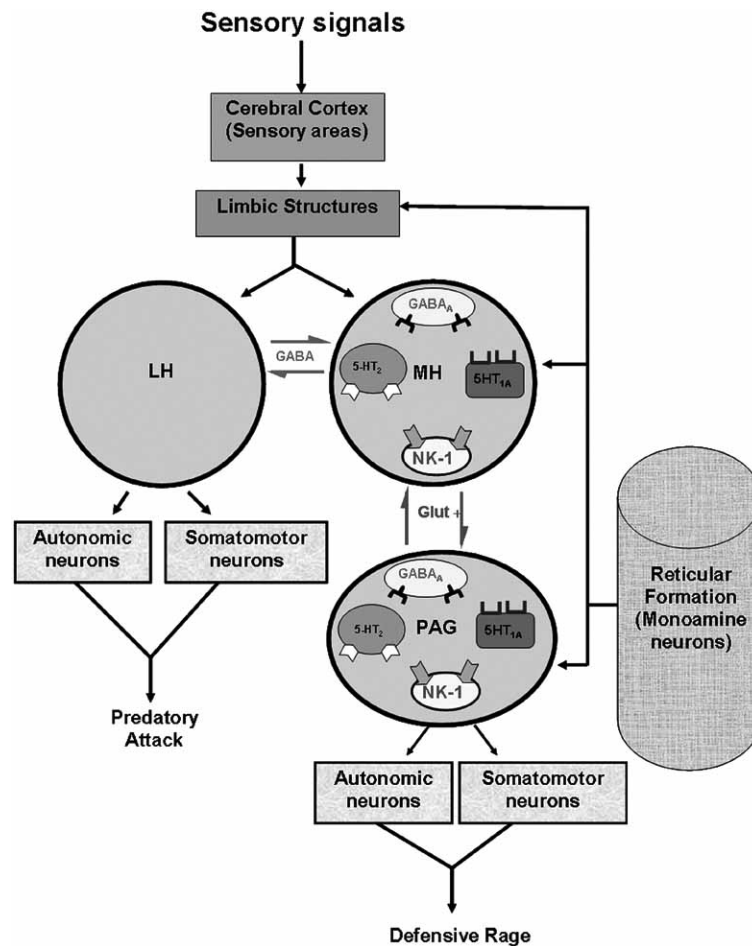 Sensory signals
Cerebral Cortex
(Sensory areas)
Limbic Structures
LH
GABA
GABA_A
5-HT₂
MH
5HT₁A
NK-1
Glut +
Autonomic
neurons
Somatomotor
neurons
Predatory
Attack
GABA_A
5-HT₂
PAG
5HT₁A
NK-1
Reticular
Formation
(Monoamine
neurons)
Autonomic
neurons
Somatomotor
neurons
Defensive Rage